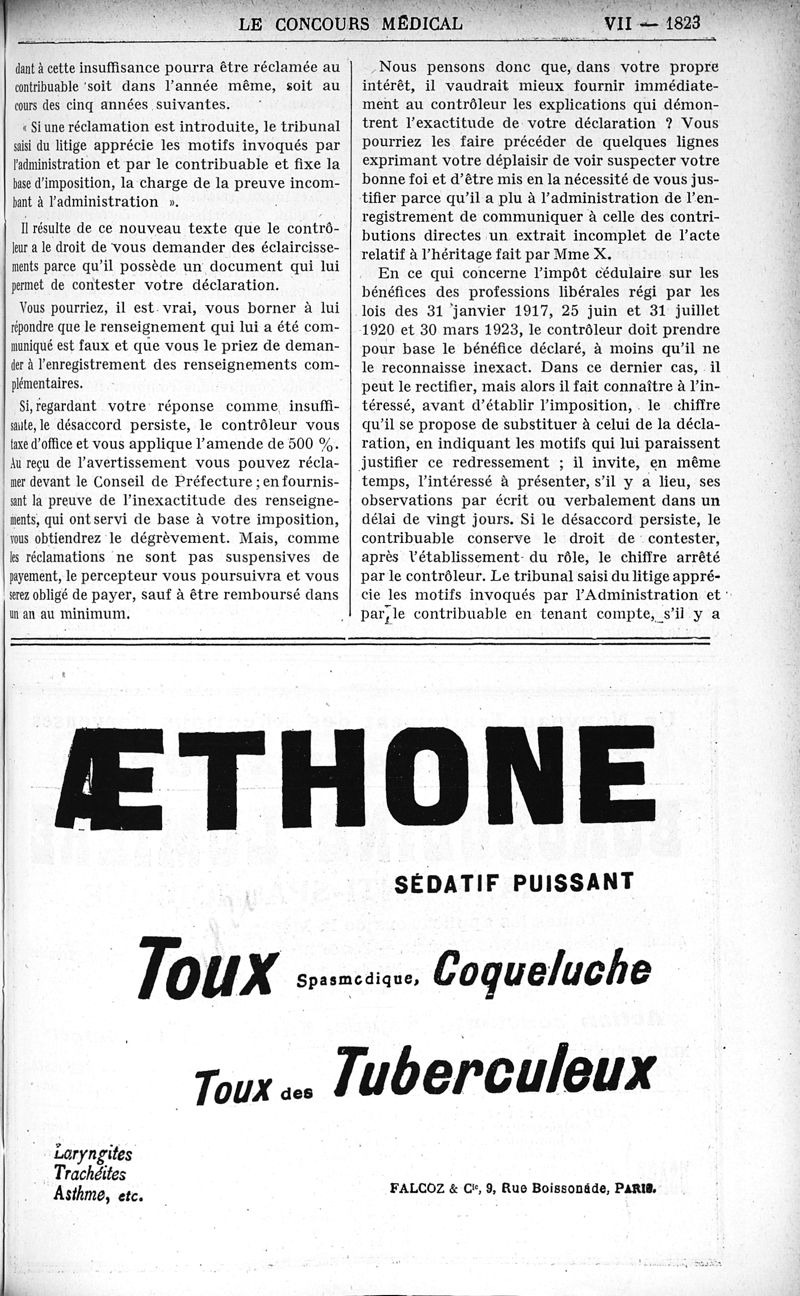 LE CONCOURS MÉDICAL
VII — 1823
dant à cette insuffisance pourra être réclamée au
contribuable soit dans l'année même, soit au
cours des cinq années suivantes.
« Si une réclamation est introduite, le tribunal
saisi du litige apprécie les motifs invoqués par
l'administration et par le contribuable et fixe la
base d'imposition, la charge de la preuve incom-
bant à l'administration ».
Il résulte de ce nouveau texte que le contrô-
leur a le droit de vous demander des éclaircisse-
ments parce qu'il possède un document qui lui
permet de contester votre déclaration.
Vous pourriez, il est vrai, vous borner à lui
répondre que le renseignement qui lui a été com-
muniqué est faux et que vous le priez de deman-
der à l'enregistrement des renseignements com-
plémentaires.
Si, regardant votre réponse comme insuffi-
sante, le désaccord persiste, le contrôleur vous
taxe d'office et vous applique l'amende de 500 %.
Au reçu de l'avertissement vous pouvez récla-
mer devant le Conseil de Préfecture ; en fournis-
sant la preuve de l'inexactitude des renseigne-
ments, qui ont servi de base à votre imposition,
vous obtiendrez le dégrèvement. Mais, comme
les réclamations ne sont pas suspensives de
payement, le percepteur vous poursuivra et vous
serez obligé de payer, sauf à être remboursé dans
un an au minimum.
Nous pensons donc que, dans votre propre
intérêt, il vaudrait mieux fournir immédiate-
ment au contrôleur les explications qui démon-
trent l'exactitude de votre déclaration ? Vous
pourriez les faire précéder de quelques lignes
exprimant votre déplaisir de voir suspecter votre
bonne foi et d'être mis en la nécessité de vous jus-
tifier parce qu'il a plu à l'administration de l'en-
registrement de communiquer à celle des contri-
butions directes un extrait incomplet de l'acte
relatif à l'héritage fait par Mme X.
En ce qui concerne l'impôt cédulaire sur les
bénéfices des professions libérales régi par les
lois des 31 janvier 1917, 25 juin et 31 juillet
1920 et 30 mars 1923, le contrôleur doit prendre
pour base le bénéfice déclaré, à moins qu'il ne
le reconnaisse inexact. Dans ce dernier cas, il
peut le rectifier, mais alors il fait connaître à l'in-
téressé, avant d'établir l'imposition, le chiffre
qu'il se propose de substituer à celui de la décla-
ration, en indiquant les motifs qui lui paraissent
justifier ce redressement ; il invite, en même
temps, l'intéressé à présenter, s'il y a lieu, ses
observations par écrit ou verbalement dans un
délai de vingt jours. Si le désaccord persiste, le
contribuable conserve le droit de contester,
après l'établissement du rôle, le chiffre arrêté
par le contrôleur. Le tribunal saisi du litige appré-
cie les motifs invoqués par l'Administration et
par le contribuable en tenant compte, s'il y a
ÆTHONE
SÉDATIF PUISSANT
Toux Spasmodique, Coqueluche
Toux des Tuberculeux
Laryngites
Trachéites
Asthme, etc.
FALCOZ & Cie, 9, Rue Boissonade, PARIS.